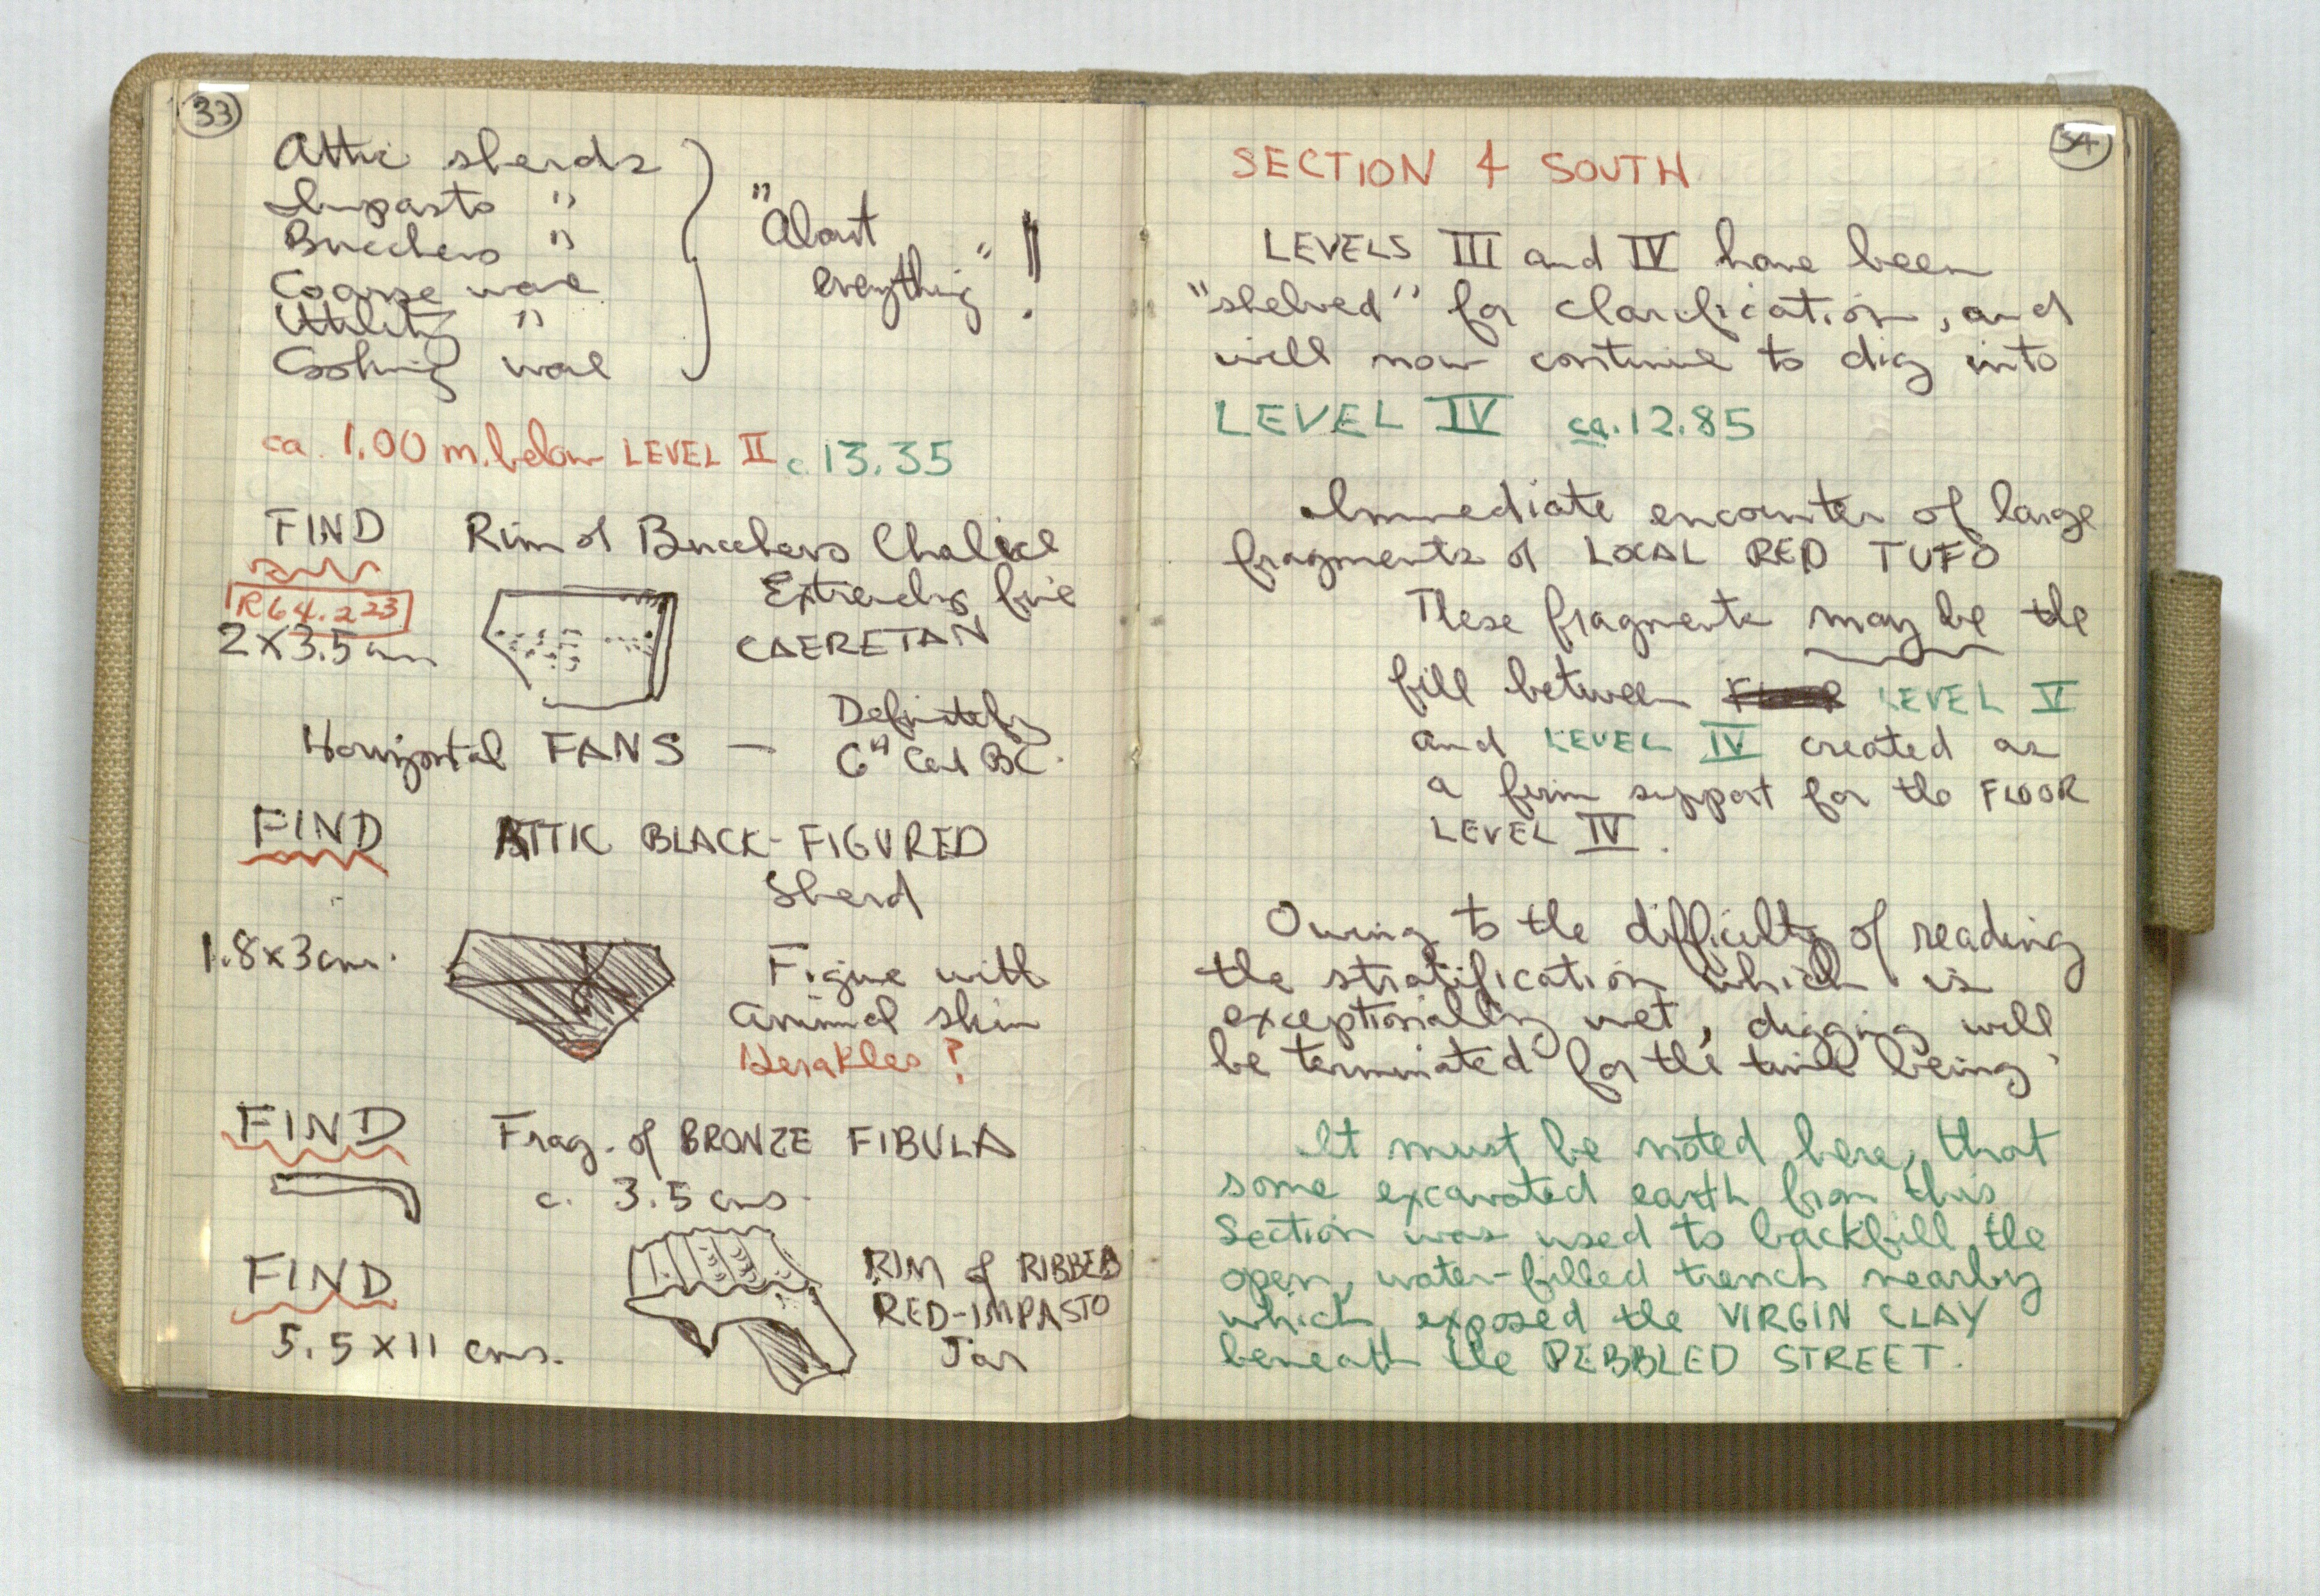 33
Attic sherds
Impasto "
Bucchero "
Coarse ware
Utility "
Cooking ware
"About
everything" !!
ca. 1.00 m. below LEVEL II c. 13.35
FIND Rim of Bucchero Chalice
R64.223
2 x 3.5 cm
Extremely fine
CAERETAN
Horizontal FANS —
Definitely
6th Cent BC.
FIND ATTIC BLACK-FIGURED
Sherd
1.8 x 3 cm.
Figure with
animal skin
Herakles ?
FIND Frag. of BRONZE FIBULA
c. 3.5 cms.
FIND
5.5 x 11 cms.
RIM of RIBBED
RED-IMPASTO
Jar
34
SECTION 4 SOUTH
LEVELS III and IV have been
"shelved" for clarification, and
will now continue to dig into
LEVEL IV ca. 12.85
Immediate encounter of large
fragments of LOCAL RED TUFO
These fragments may be the
fill between LEVEL V
and LEVEL IV created as
a firm support for the FLOOR
LEVEL IV.
Owing to the difficulty of reading
the stratification which is
exceptionally wet, digging will
be terminated for the time being.
It must be noted here, that
some excavated earth from this
Section was used to backfill the
open, water-filled trench nearby
which exposed the VIRGIN CLAY
beneath the PEBBLED STREET.